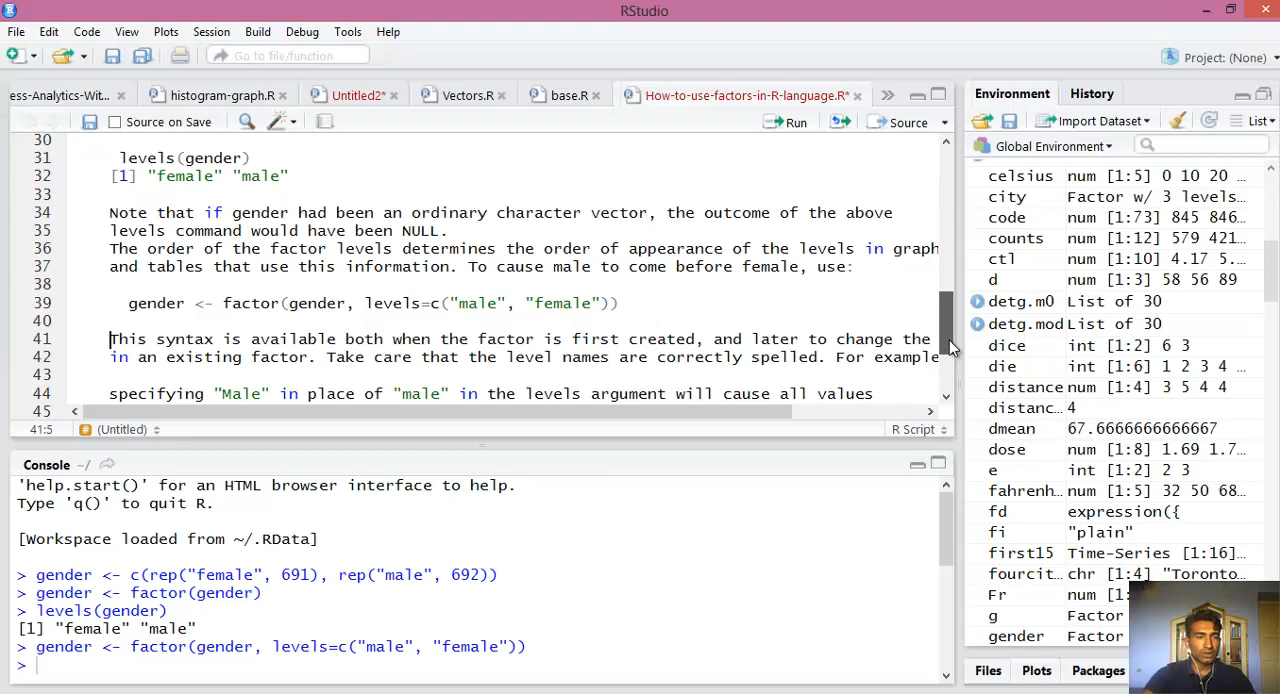 RStudio
File Edit Code View Plots Session Build Debug Tools Help
Go to file/function
Project: (None)
ess-Analytics-Wit...
histogram-graph.R
Untitled2*
Vectors.R
base.R
How-to-use-factors-in-R-language.R*
Source on Save
Run
Source
30
31 levels(gender)
32 [1] "female" "male"
33
34 Note that if gender had been an ordinary character vector, the outcome of the above
35 levels command would have been NULL.
36 The order of the factor levels determines the order of appearance of the levels in graph
37 and tables that use this information. To cause male to come before female, use:
38
39 gender <- factor(gender, levels=c("male", "female"))
40
41 This syntax is available both when the factor is first created, and later to change the
42 in an existing factor. Take care that the level names are correctly spelled. For example
43
44 specifying "Male" in place of "male" in the levels argument will cause all values
45
41:5 (Untitled) R Script
Console ~/
'help.start()' for an HTML browser interface to help.
Type 'q()' to quit R.
[Workspace loaded from ~/.RData]
> gender <- c(rep("female", 691), rep("male", 692))
> gender <- factor(gender)
> levels(gender)
[1] "female" "male"
> gender <- factor(gender, levels=c("male", "female"))
>
Environment History
Import Dataset List
Global Environment
celsius num [1:5] 0 10 20 ...
city Factor w/ 3 levels...
code num [1:73] 845 846...
counts num [1:12] 579 421...
ctl num [1:10] 4.17 5....
d num [1:3] 58 56 89
detg.m0 List of 30
detg.mod List of 30
dice int [1:2] 6 3
die int [1:6] 1 2 3 4 ...
distance num [1:4] 3 5 4 4
distanc... 4
dmean 67.6666666666667
dose num [1:8] 1.69 1.7...
e int [1:2] 2 3
fahrenh... num [1:5] 32 50 68...
fd expression({
fi "plain"
first15 Time-Series [1:16]...
fourcit... chr [1:4] "Toronto...
Fr num [1:
g Factor
gender Factor
Files Plots Packages